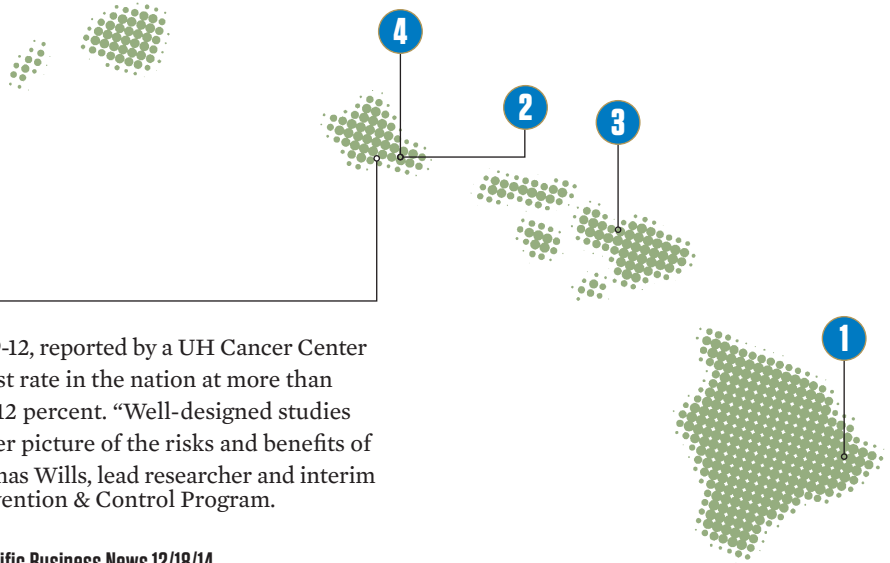 4
2
3
1
-12, reported by a UH Cancer Center
st rate in the nation at more than
12 percent. “Well-designed studies
er picture of the risks and benefits of
mas Wills, lead researcher and interim
vention & Control Program.
ific Business News 12/18/14